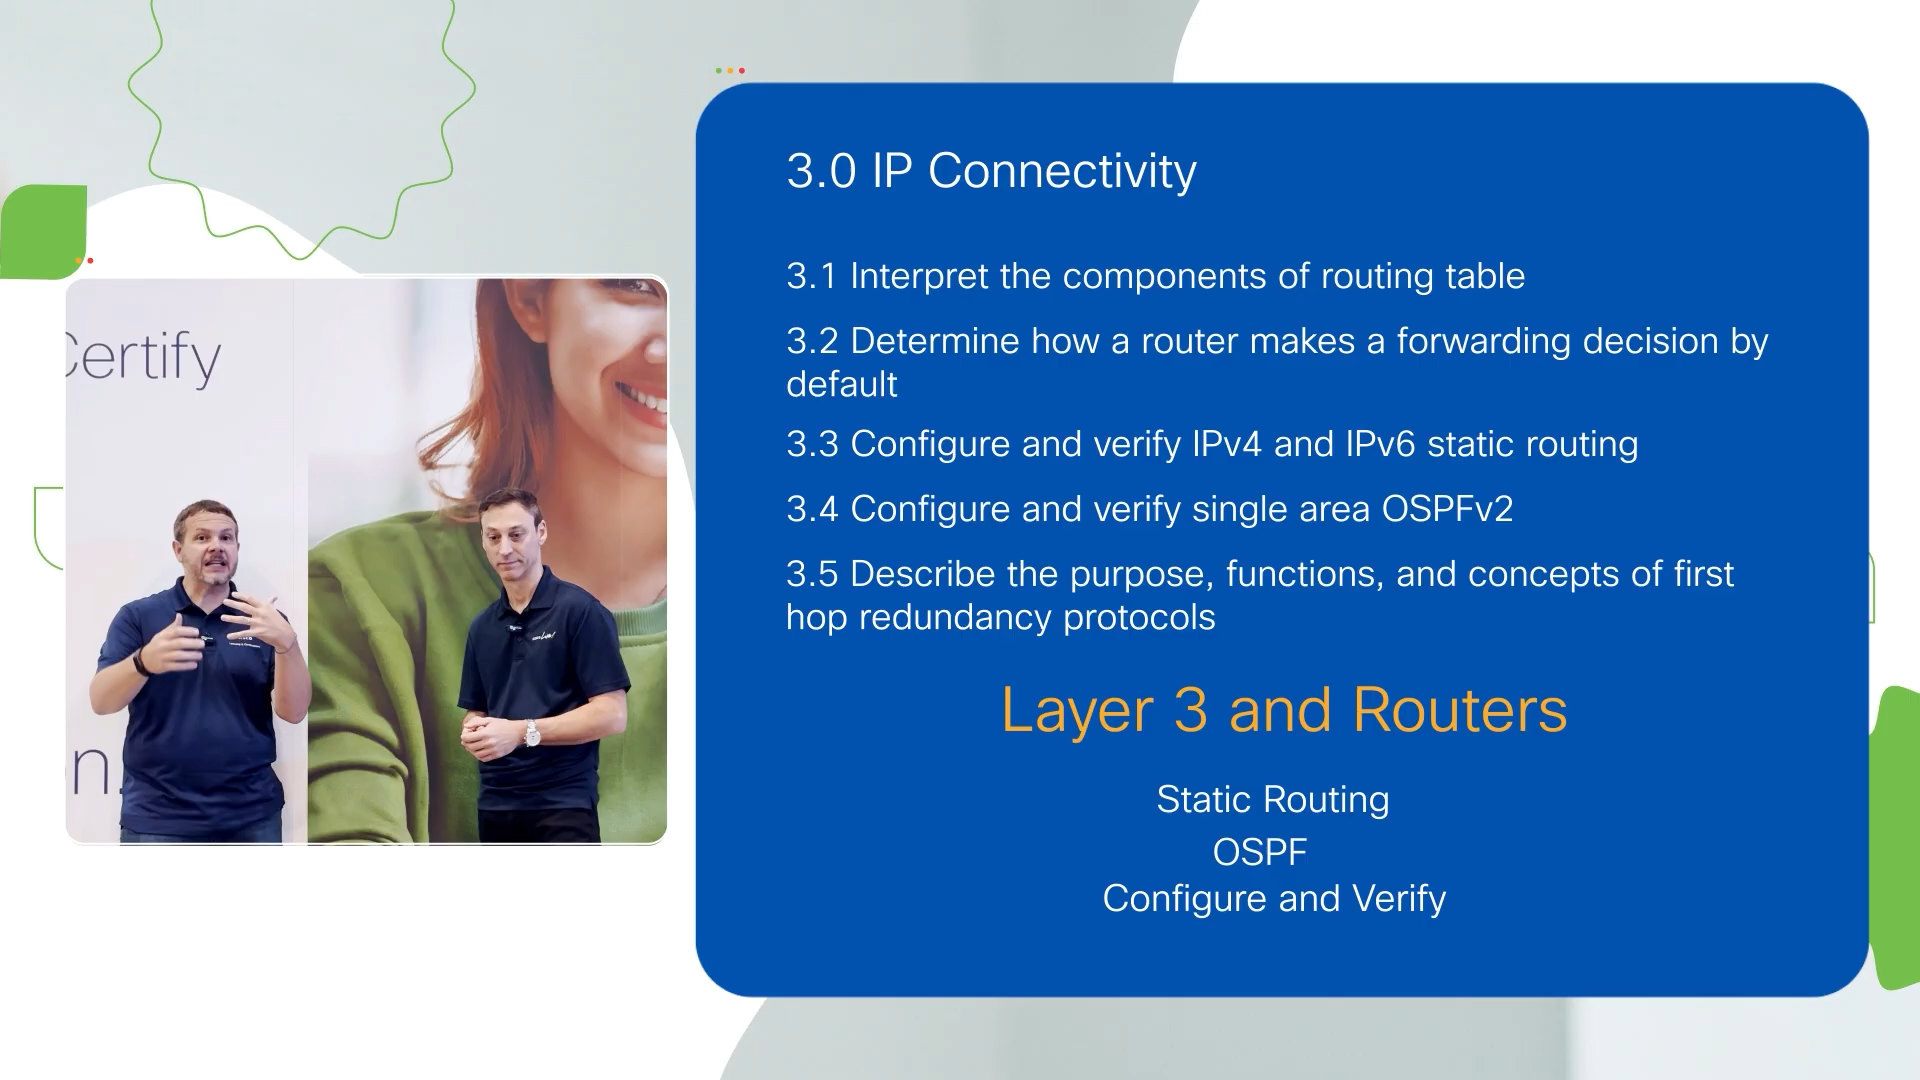 3.0 IP Connectivity
3.1 Interpret the components of routing table
3.2 Determine how a router makes a forwarding decision by
default
3.3 Configure and verify IPv4 and IPv6 static routing
3.4 Configure and verify single area OSPFv2
3.5 Describe the purpose, functions, and concepts of first
hop redundancy protocols
Layer 3 and Routers
Static Routing
OSPF
Configure and Verify
Certify
n.